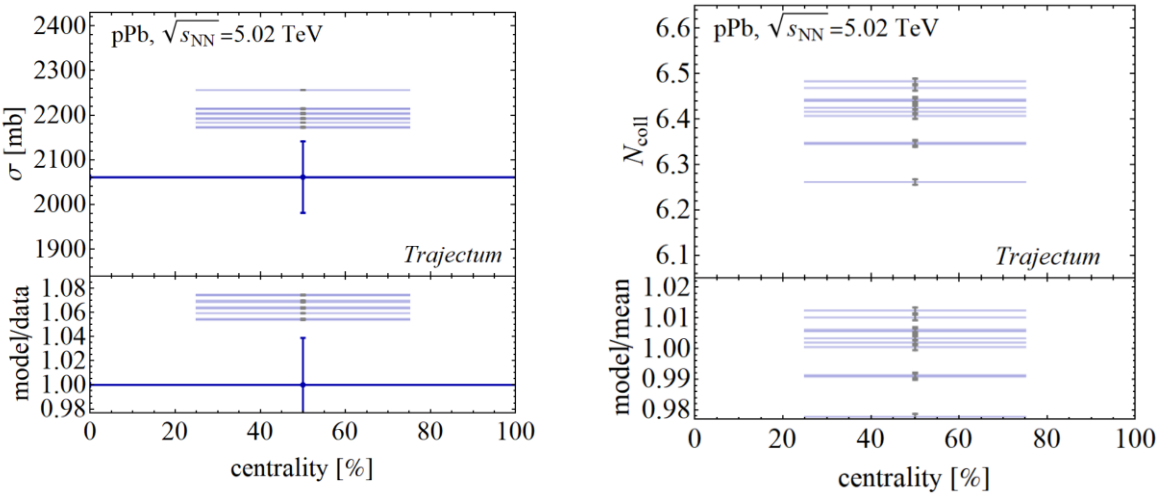 pPb, √sNN=5.02 TeV
σ [mb]
2400
2300
2200
2100
2000
1900
Trajectum
model/data
1.08
1.06
1.04
1.02
1.00
0.98
0 20 40 60 80 100
centrality [%]
pPb, √sNN=5.02 TeV
Ncoll
6.6
6.5
6.4
6.3
6.2
6.1
Trajectum
model/mean
1.02
1.01
1.00
0.99
0.98
0 20 40 60 80 100
centrality [%]